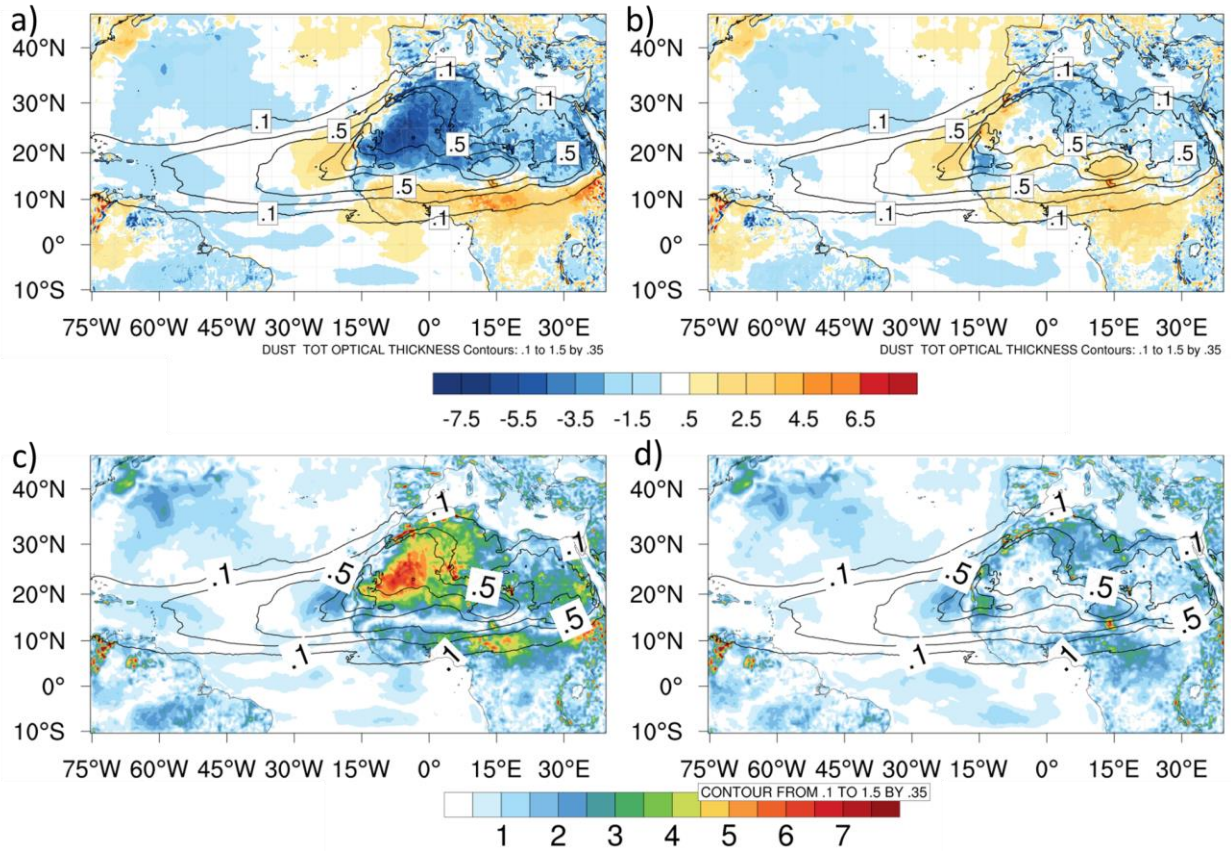 a)
b)
40°N
30°N
20°N
10°N
0°
10°S
.1
.1
.1
.5
.5
.5
.5
.1
.1
75°W 60°W 45°W 30°W 15°W 0° 15°E 30°E
DUST TOT OPTICAL THICKNESS Contours: .1 to 1.5 by .35
40°N
30°N
20°N
10°N
0°
10°S
.1
.1
.1
.5
.5
.5
.5
.1
.1
75°W 60°W 45°W 30°W 15°W 0° 15°E 30°E
DUST TOT OPTICAL THICKNESS Contours: .1 to 1.5 by .35
-7.5 -5.5 -3.5 -1.5 .5 2.5 4.5 6.5
c)
d)
40°N
30°N
20°N
10°N
0°
10°S
.1
.1
.1
.5
.5
.5
.1
.1
75°W 60°W 45°W 30°W 15°W 0° 15°E 30°E
40°N
30°N
20°N
10°N
0°
10°S
.1
.1
.1
.5
.5
.5
.1
.1
75°W 60°W 45°W 30°W 15°W 0° 15°E 30°E
CONTOUR FROM .1 TO 1.5 BY .35
1 2 3 4 5 6 7